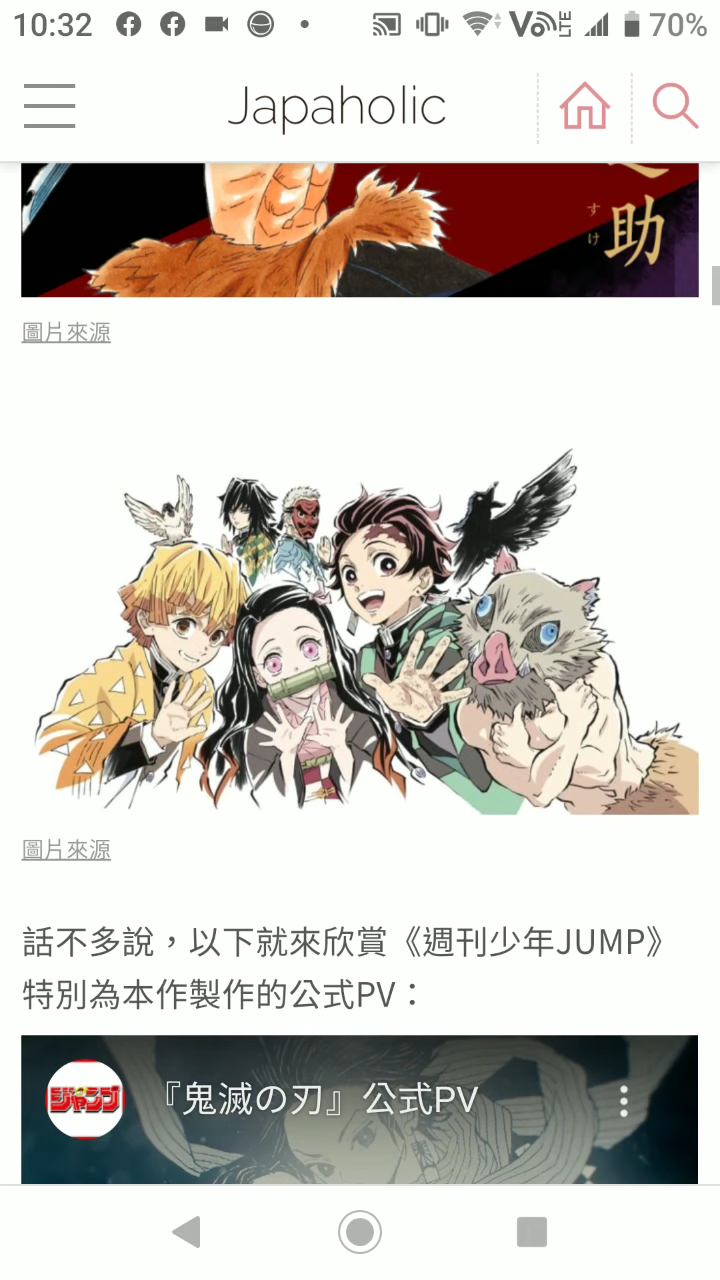 10:32
VoLTE 70%
Japaholic
助
すけ
圖片來源
圖片來源
話不多說，以下就來欣賞《週刊少年JUMP》
特別為本作製作的公式PV：
ジャンプ
『鬼滅の刃』公式PV